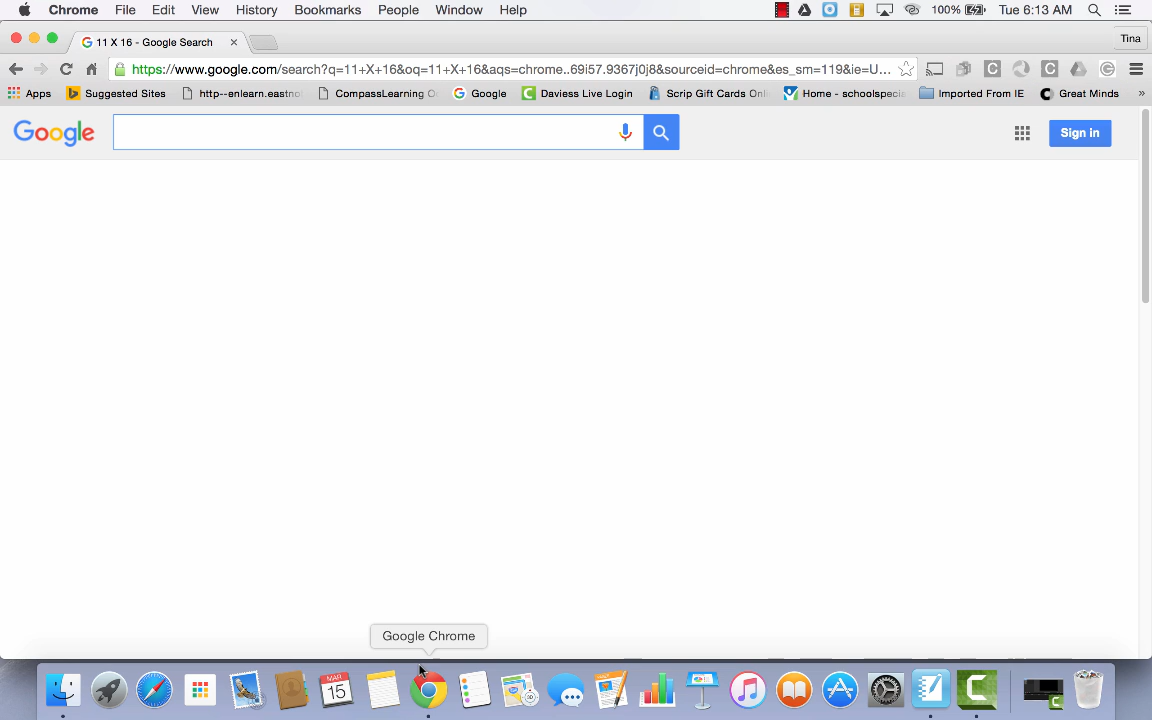 Chrome File Edit View History Bookmarks People Window Help 100% Tue 6:13 AM
11 X 16 - Google Search Tina
https://www.google.com/search?q=11+X+16&oq=11+X+16&aqs=chrome..69i57.9367j0j8&sourceid=chrome&es_sm=119&ie=U...
Apps Suggested Sites http--enlearn.eastno CompassLearning O Google Daviess Live Login Scrip Gift Cards Onl Home - schoolspecia Imported From IE Great Minds »
Google Sign in
Google Chrome
MAR
15